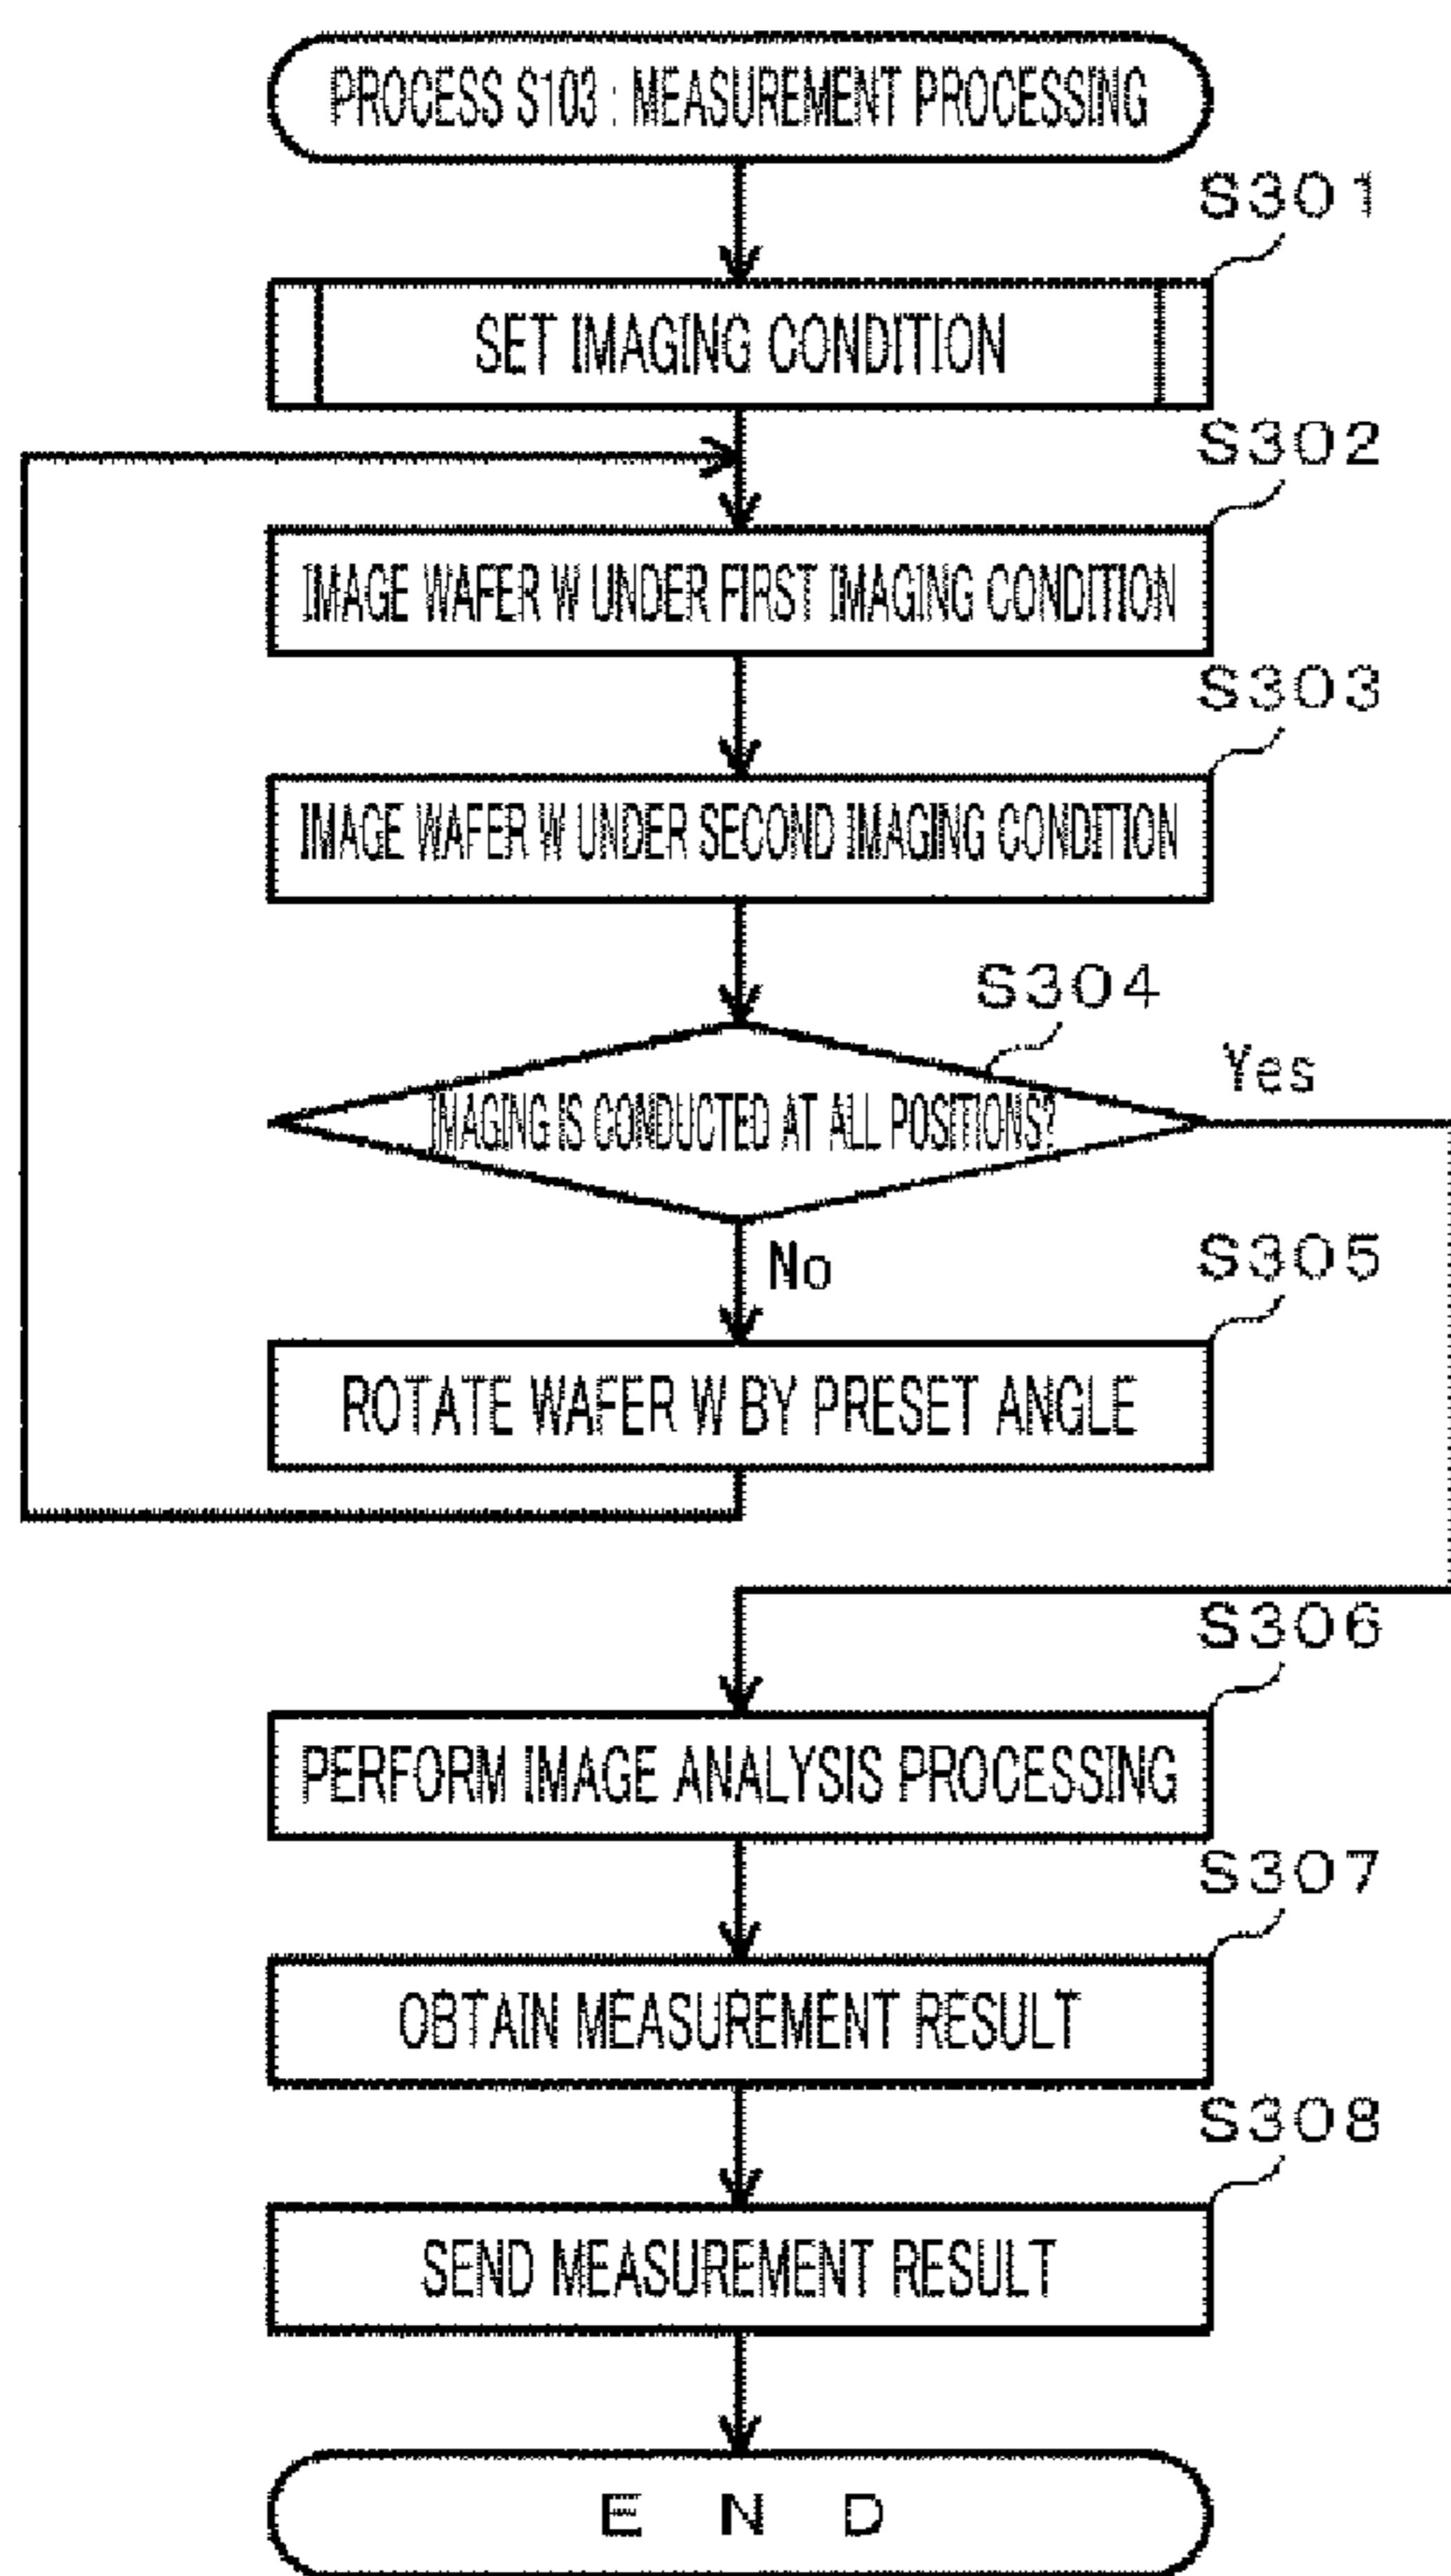 PROCESS S103 : MEASUREMENT PROCESSING
S301
SET IMAGING CONDITION
S302
IMAGE WAFER W UNDER FIRST IMAGING CONDITION
S303
IMAGE WAFER W UNDER SECOND IMAGING CONDITION
S304
Yes
IMAGING IS CONDUCTED AT ALL POSITIONS?
No
S305
ROTATE WAFER W BY PRESET ANGLE
S306
PERFORM IMAGE ANALYSIS PROCESSING
S307
OBTAIN MEASUREMENT RESULT
S308
SEND MEASUREMENT RESULT
E N D